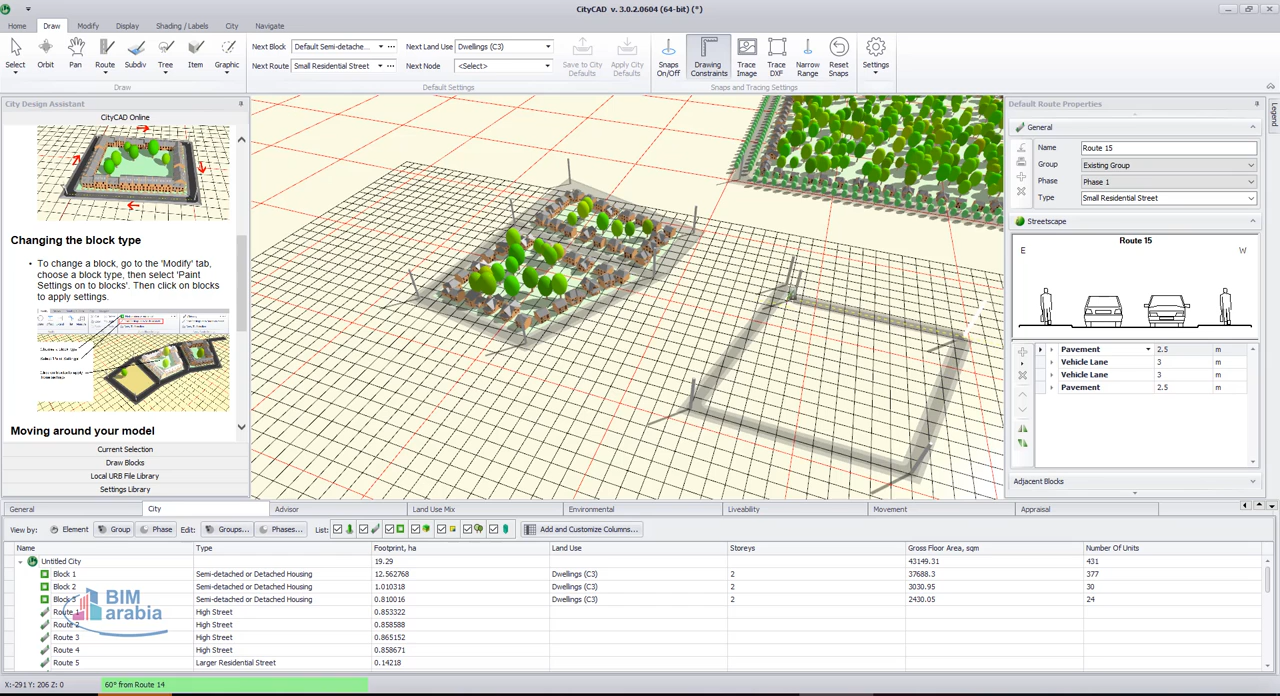 CityCAD v. 3.0.2.0604 (64-bit) (*)
Home Draw Modify Display Shading / Labels City Navigate
Select Orbit Pan Route Subdiv Tree Item Graphic
Next Block Default Semi-detache... Next Land Use Dwellings (C3)
Next Route Small Residential Street Next Node <Select>
Save to City Defaults Apply City Defaults
Snaps On/Off Drawing Constraints Trace Image Trace DXF Narrow Range Reset Snaps Settings
Draw Default Settings Snaps and Tracing Settings
City Design Assistant
CityCAD Online
Changing the block type
• To change a block, go to the 'Modify' tab,
choose a block type, then select 'Paint
Settings on to blocks'. Then click on blocks
to apply settings.
Moving around your model
Current Selection
Draw Blocks
Local URB File Library
Settings Library
Default Route Properties
Legend
General
Name Route 15
Group Existing Group
Phase Phase 1
Type Small Residential Street
Streetscape
Route 15
E W
Pavement 2.5 m
Vehicle Lane 3 m
Vehicle Lane 3 m
Pavement 2.5 m
Adjacent Blocks
General City Advisor Land Use Mix Environmental Liveability Movement Appraisal
View by: Element Group Phase Edit: Groups... Phases... List: Add and Customize Columns...
Name Type Footprint, ha Land Use Storeys Gross Floor Area, sqm Number Of Units
Untitled City 19.29 43149.31 431
Block 1 Semi-detached or Detached Housing 12.562768 Dwellings (C3) 2 37688.3 377
Block 2 Semi-detached or Detached Housing 1.010318 Dwellings (C3) 2 3030.95 30
Block 3 Semi-detached or Detached Housing 0.810016 Dwellings (C3) 2 2430.05 24
Route 1 High Street 0.853322
Route 2 High Street 0.858588
Route 3 High Street 0.865152
Route 4 High Street 0.858671
Route 5 Larger Residential Street 0.14218
BIM
arabia
X:-291 Y: 206 Z: 0 60° from Route 14